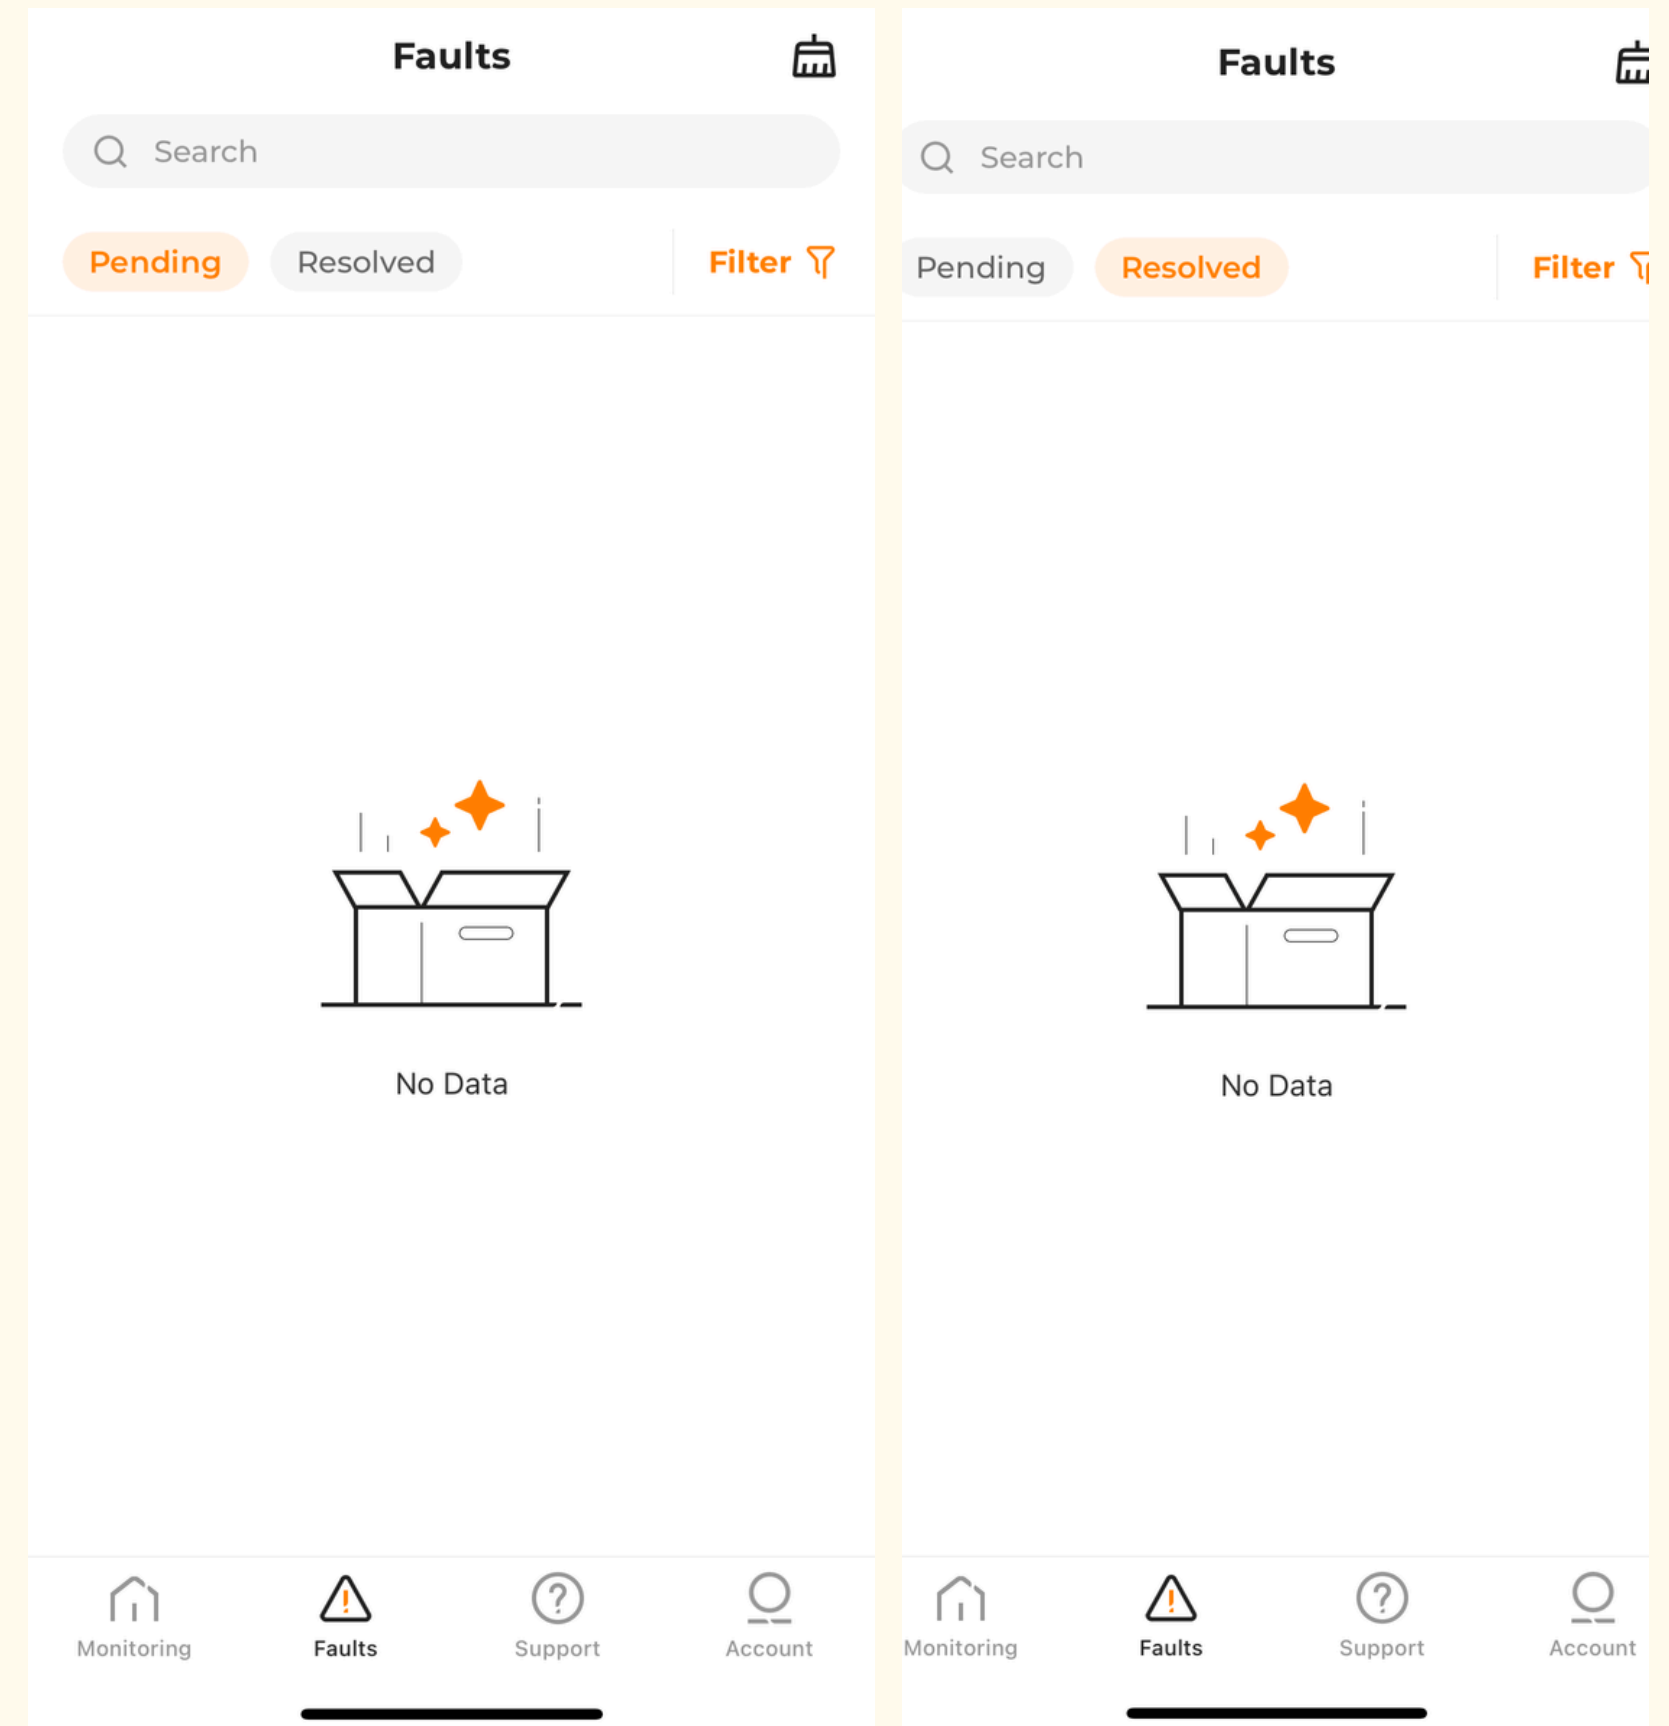 Faults
Search
Pending Resolved Filter
No Data
Monitoring Faults Support Account
Faults
Search
Pending Resolved Filter
No Data
Monitoring Faults Support Account